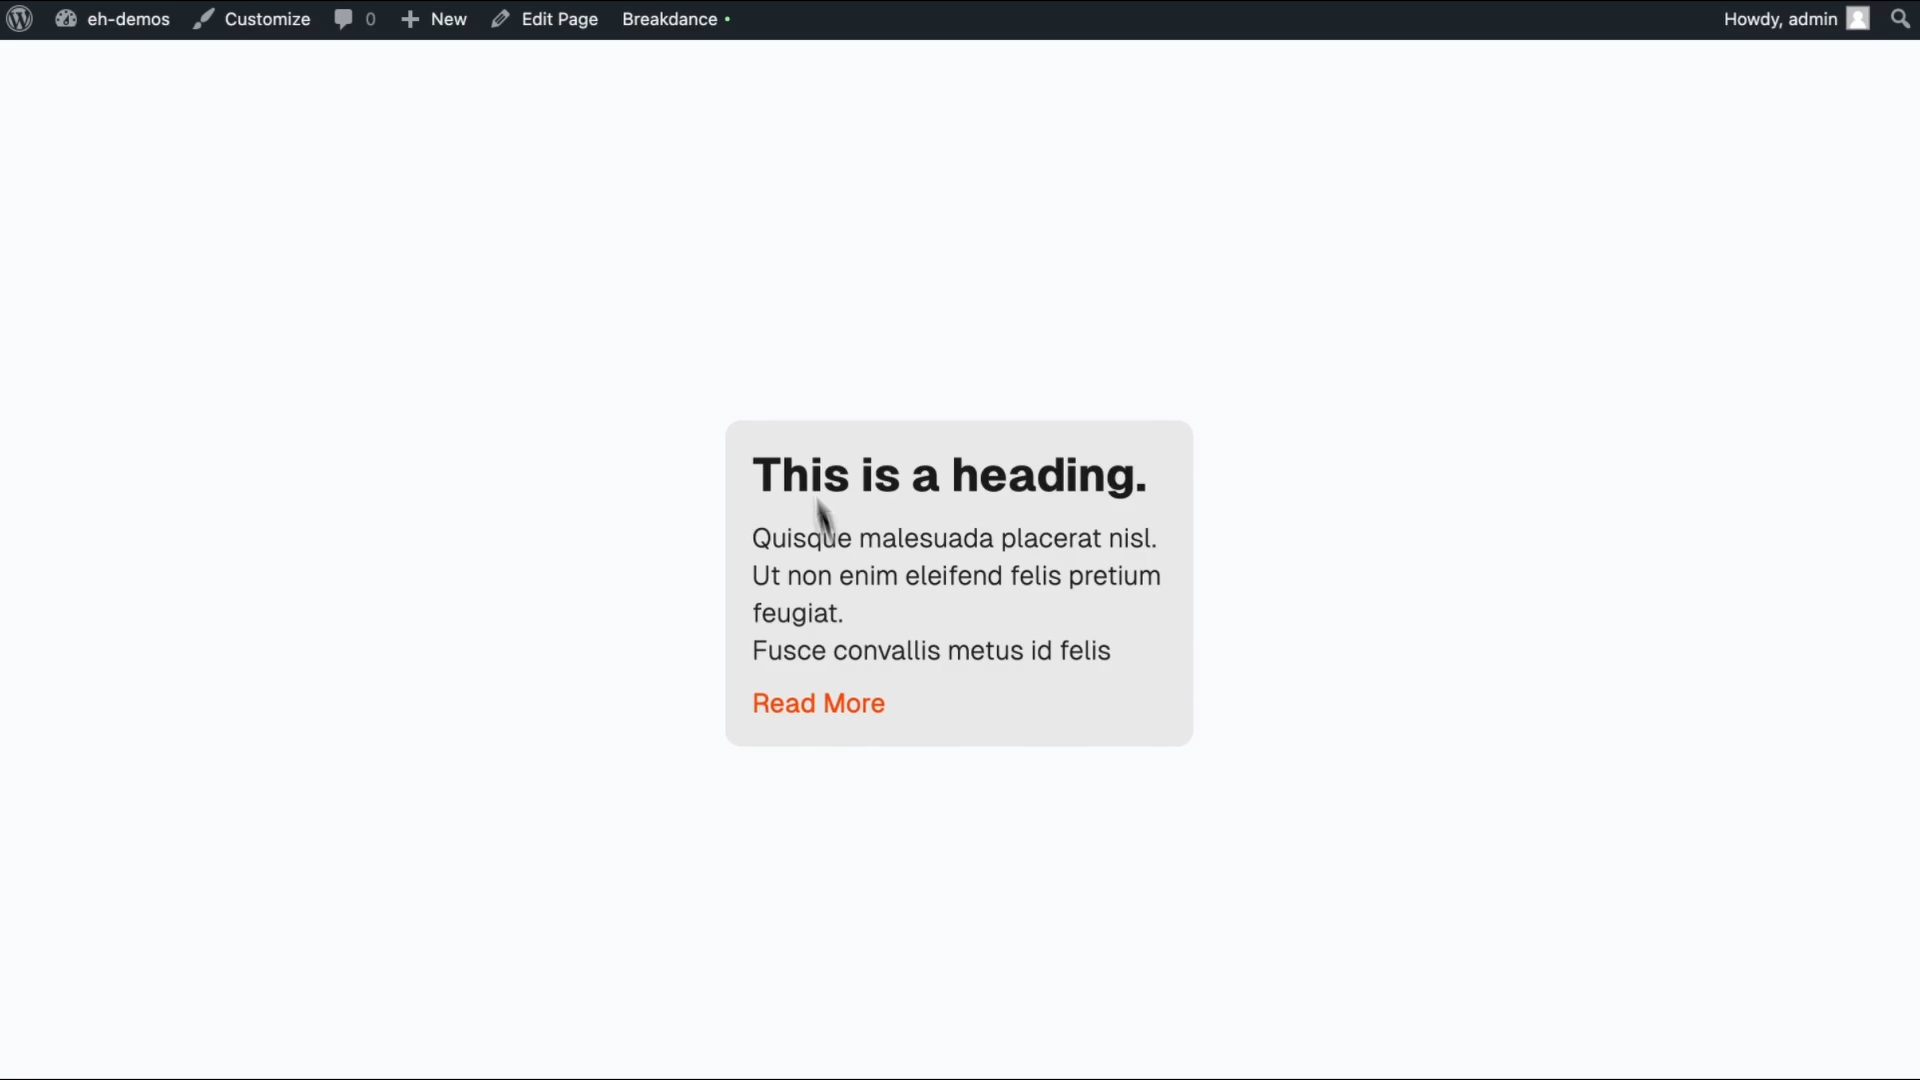 eh-demos Customize 0 New Edit Page Breakdance Howdy, admin
This is a heading.
Quisque malesuada placerat nisl.
Ut non enim eleifend felis pretium
feugiat.
Fusce convallis metus id felis
Read More